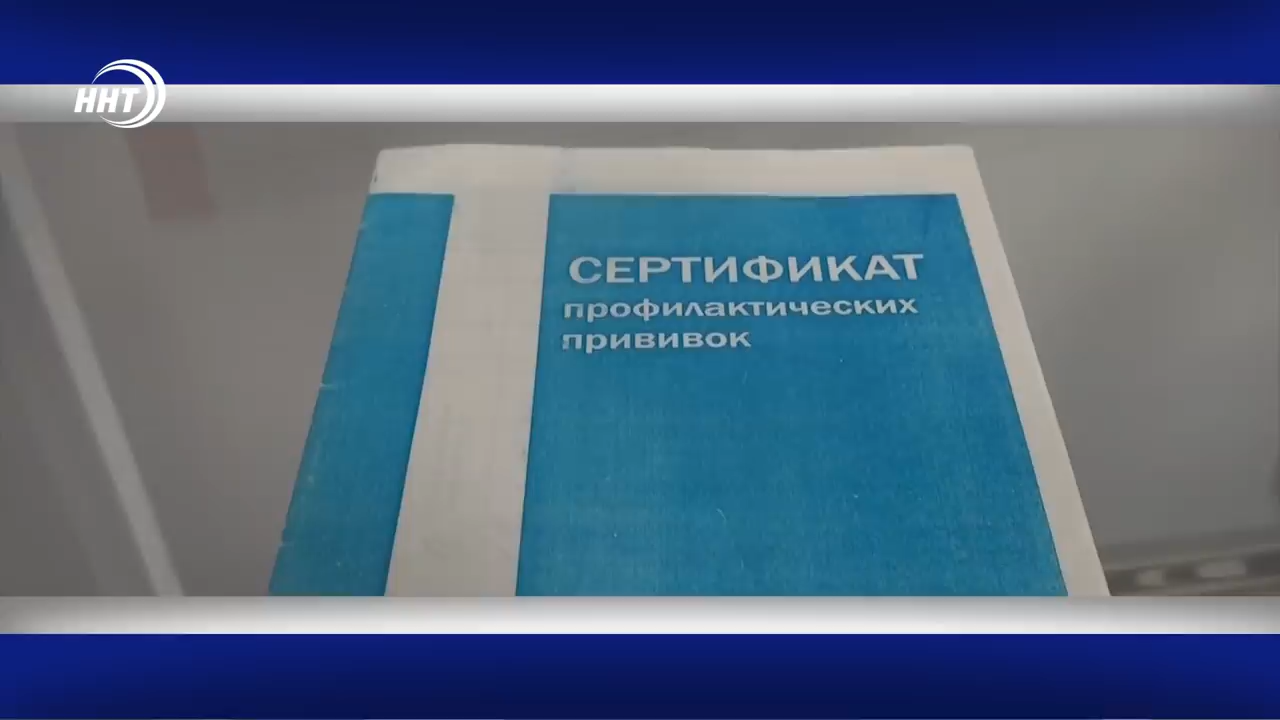 ННТ
СЕРТИФИКАТ
профилактических
прививок